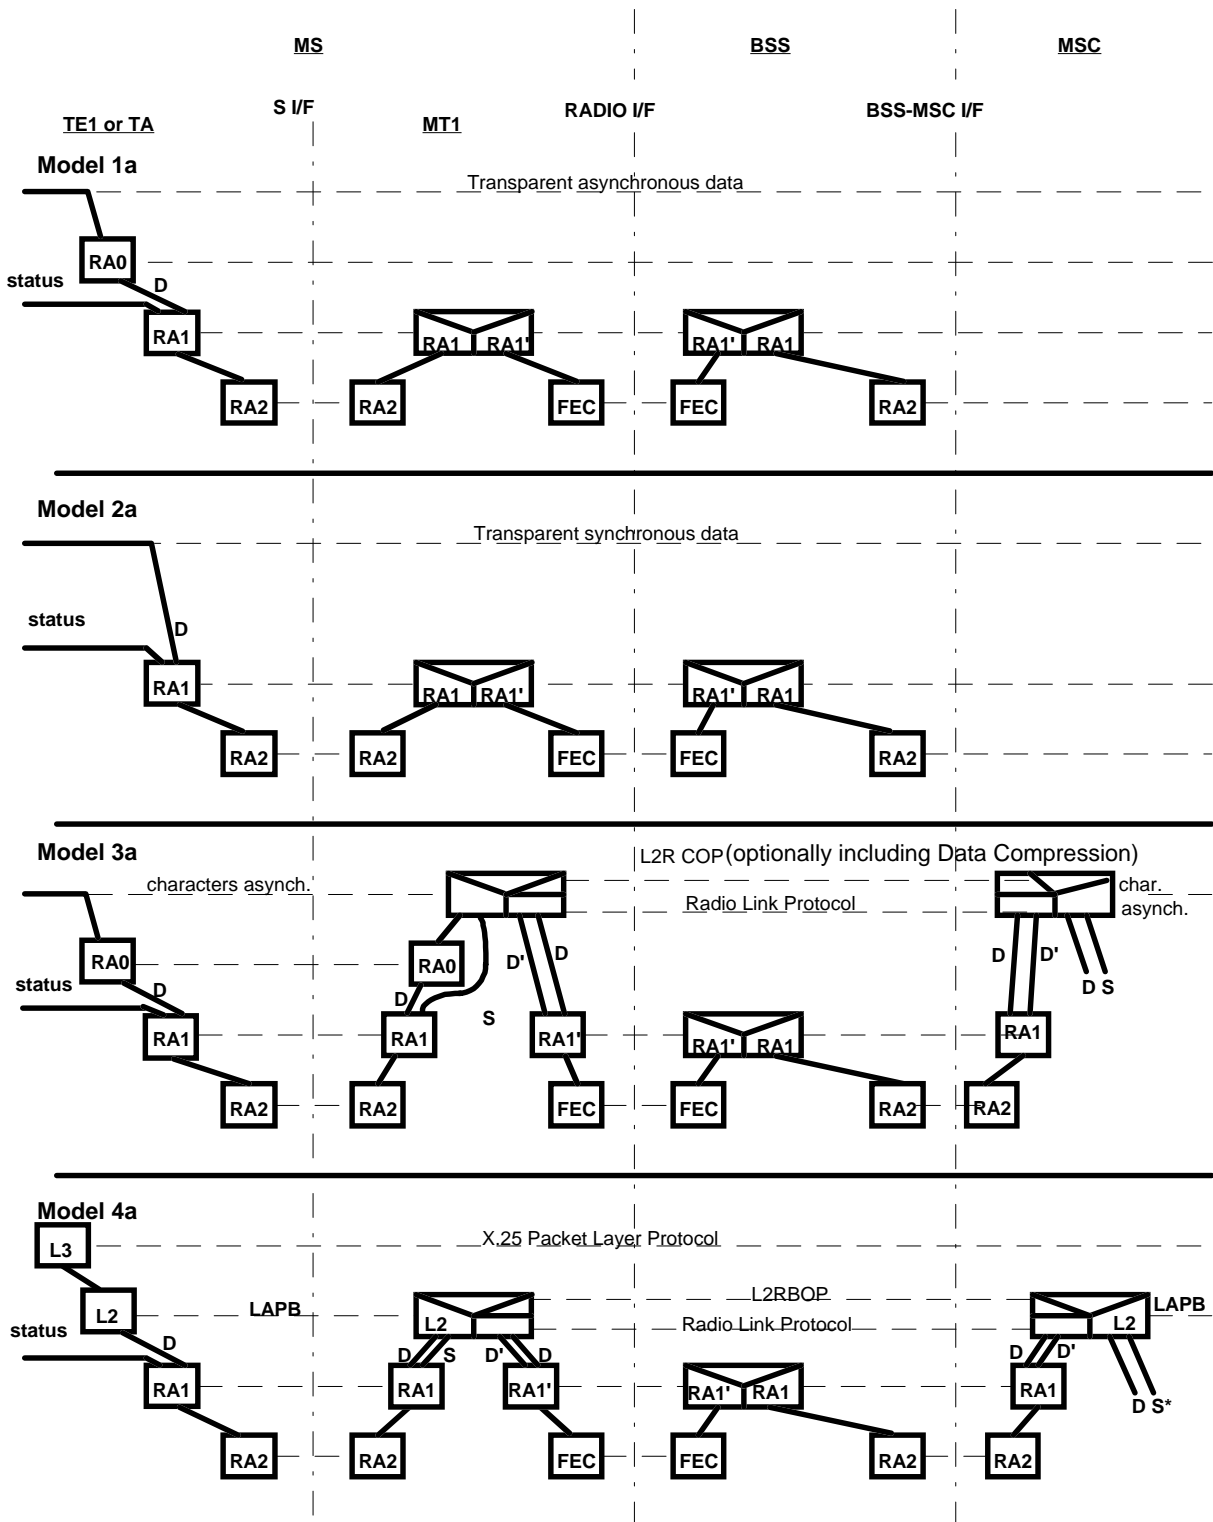 MS BSS MSC
S I/F RADIO I/F BSS-MSC I/F
TE1 or TA MT1
Model 1a
Transparent asynchronous data
RA0
status D
RA1 RA1 RA1' RA1' RA1
RA2 RA2 FEC FEC RA2
Model 2a
Transparent synchronous data
status D
RA1 RA1 RA1' RA1' RA1
RA2 RA2 FEC FEC RA2
Model 3a
L2R COP(optionally including Data Compression)
characters asynch. char.
Radio Link Protocol asynch.
RA0 RA0 D' D D D'
status D D S D S
RA1 RA1 RA1' RA1' RA1 RA1
RA2 RA2 FEC FEC RA2 RA2
Model 4a
L3 X.25 Packet Layer Protocol
L2RBOP
L2 LAPB L2 Radio Link Protocol L2 LAPB
status D D S D' D D D'
RA1 RA1 RA1' RA1' RA1 RA1
D S*
RA2 RA2 FEC FEC RA2 RA2